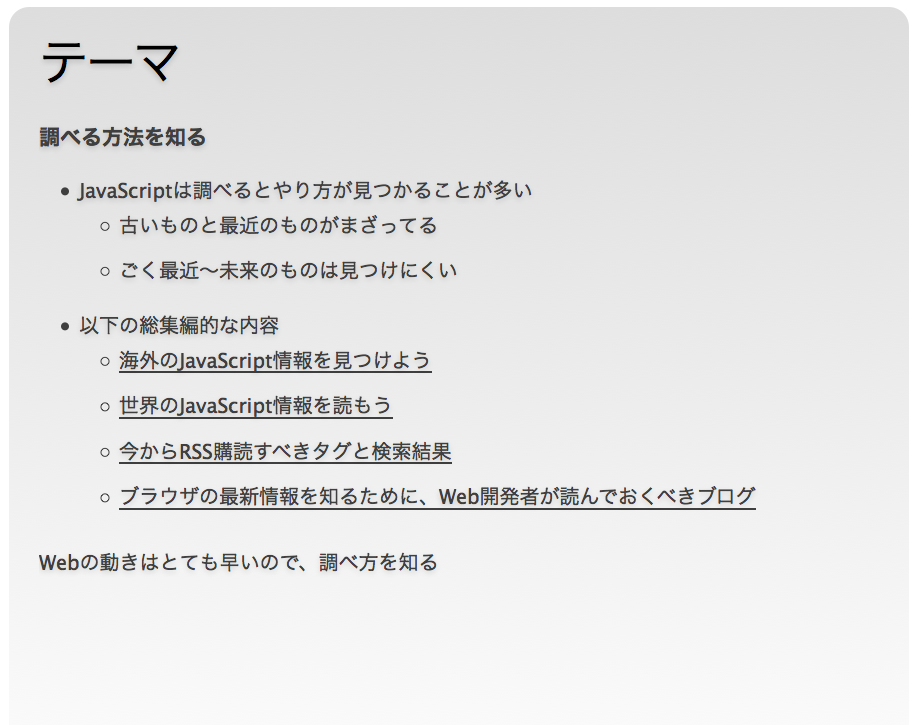 テーマ
調べる方法を知る
JavaScriptは調べるとやり方が見つかることが多い
古いものと最近のものがまざってる
ごく最近〜未来のものは見つけにくい
以下の総集編的な内容
海外のJavaScript情報を見つけよう
世界のJavaScript情報を読もう
今からRSS購読すべきタグと検索結果
ブラウザの最新情報を知るために、Web開発者が読んでおくべきブログ
Webの動きはとても早いので、調べ方を知る